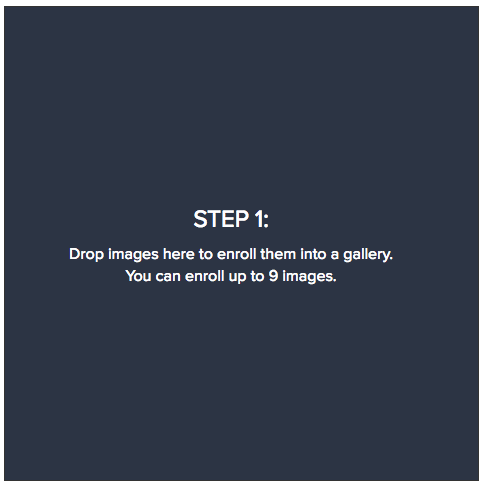 STEP 1:
Drop images here to enroll them into a gallery.
You can enroll up to 9 images.